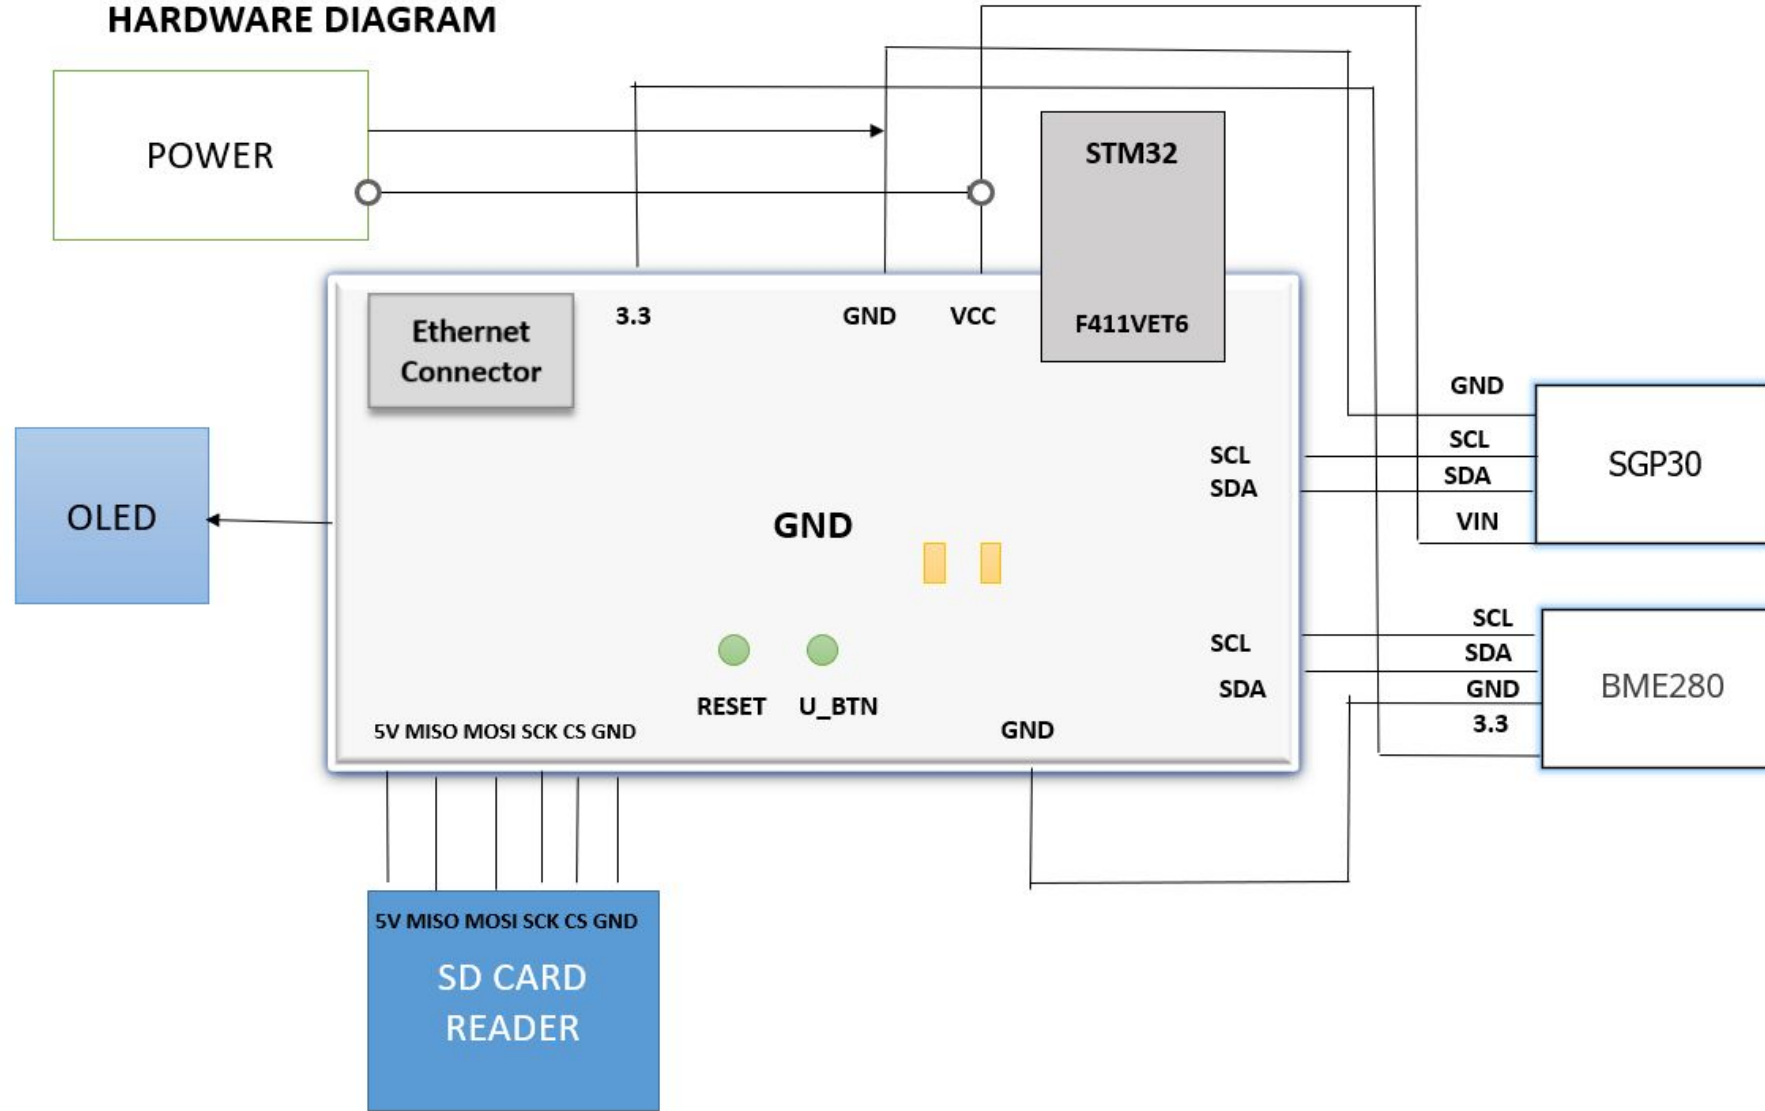 HARDWARE DIAGRAM
POWER
STM32
F411VET6
Ethernet
Connector
3.3
GND
VCC
GND
SCL
SDA
VIN
SGP30
SCL
SDA
OLED
GND
SCL
SDA
SCL
SDA
GND
3.3
BME280
RESET
U_BTN
GND
5V MISO MOSI SCK CS GND
5V MISO MOSI SCK CS GND
SD CARD
READER